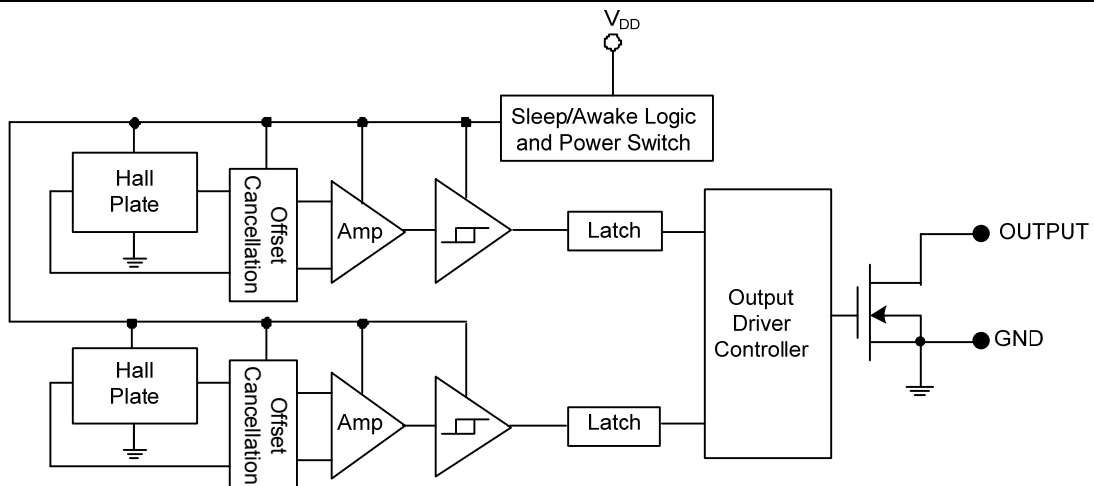 VDD
Sleep/Awake Logic
and Power Switch
Hall
Plate
Offset
Cancellation
Amp
Latch
Output
Driver
Controller
OUTPUT
GND
Hall
Plate
Offset
Cancellation
Amp
Latch